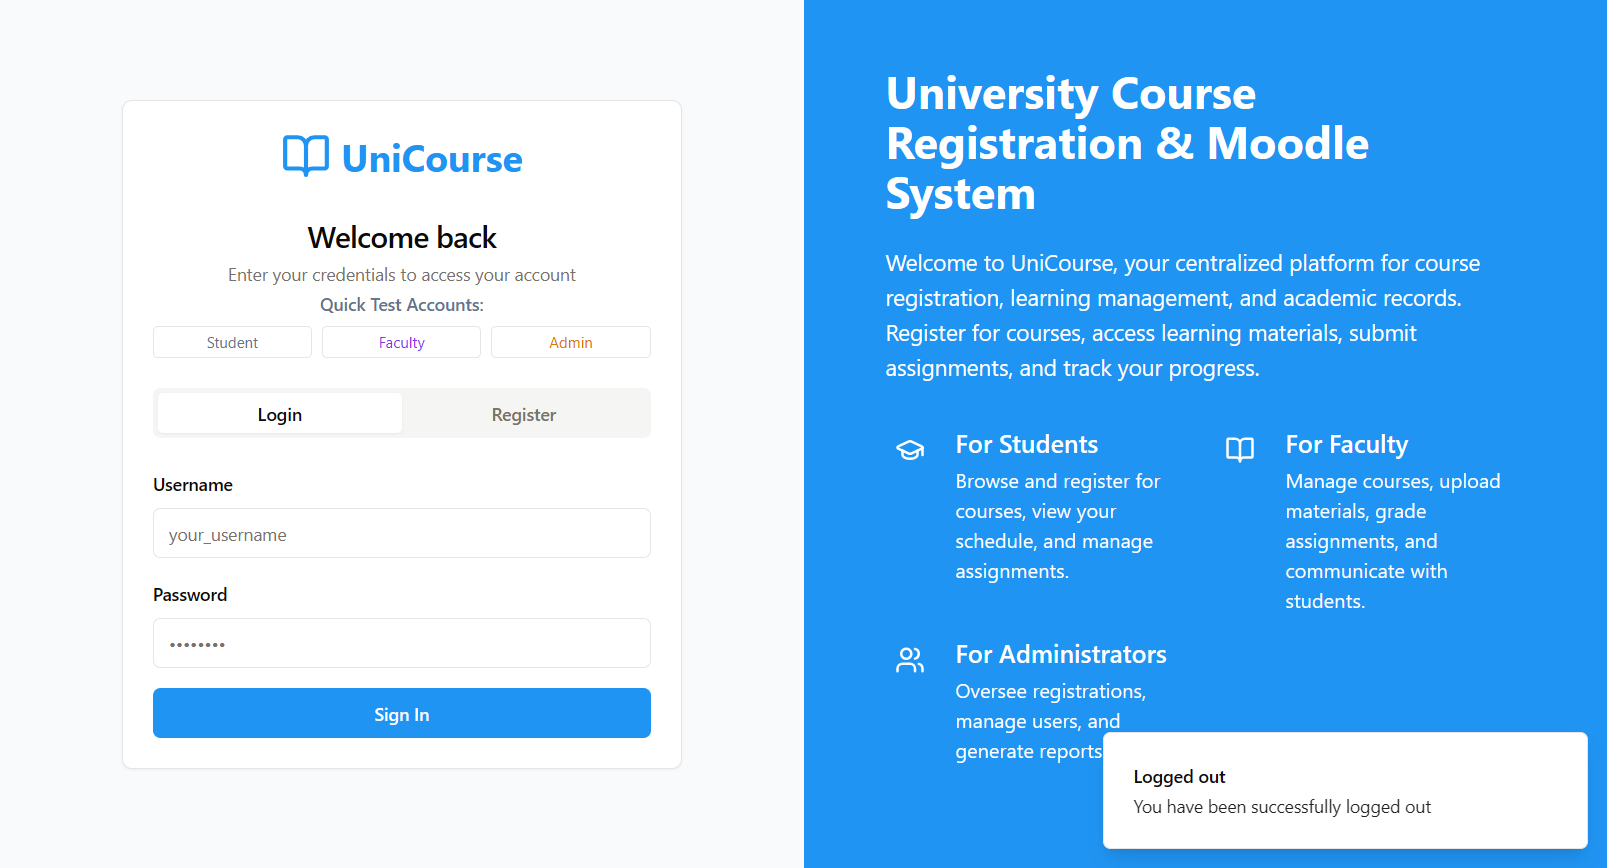 UniCourse
Welcome back
Enter your credentials to access your account
Quick Test Accounts:
Student
Faculty
Admin
Login
Register
Username
your_username
Password
••••••••
Sign In
University Course
Registration & Moodle
System
Welcome to UniCourse, your centralized platform for course
registration, learning management, and academic records.
Register for courses, access learning materials, submit
assignments, and track your progress.
For Students
Browse and register for
courses, view your
schedule, and manage
assignments.
For Faculty
Manage courses, upload
materials, grade
assignments, and
communicate with
students.
For Administrators
Oversee registrations,
manage users, and
generate reports
Logged out
You have been successfully logged out